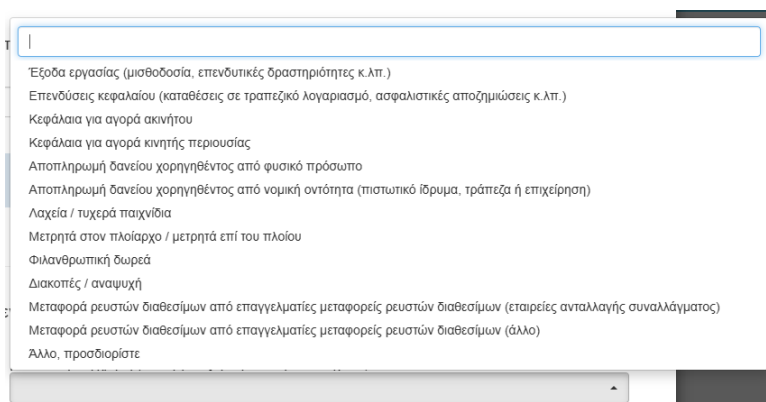 Έξοδα εργασίας (μισθοδοσία, επενδυτικές δραστηριότητες κ.λπ.)
Επενδύσεις κεφαλαίου (καταθέσεις σε τραπεζικό λογαριασμό, ασφαλιστικές αποζημιώσεις κ.λπ.)
Κεφάλαια για αγορά ακινήτου
Κεφάλαια για αγορά κινητής περιουσίας
Αποπληρωμή δανείου χορηγηθέντος από φυσικό πρόσωπο
Αποπληρωμή δανείου χορηγηθέντος από νομική οντότητα (πιστωτικό ίδρυμα, τράπεζα ή επιχείρηση)
Λαχεία / τυχερά παιχνίδια
Μετρητά στον πλοίαρχο / μετρητά επί του πλοίου
Φιλανθρωπική δωρεά
Διακοπές / αναψυχή
Μεταφορά ρευστών διαθεσίμων από επαγγελματίες μεταφορείς ρευστών διαθεσίμων (εταιρείες ανταλλαγής συναλλάγματος)
Μεταφορά ρευστών διαθεσίμων από επαγγελματίες μεταφορείς ρευστών διαθεσίμων (άλλο)
Άλλο, προσδιορίστε